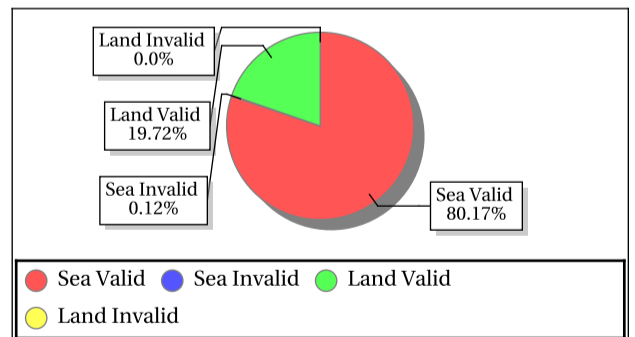 Land Invalid
0.0%
Land Valid
19.72%
Sea Invalid
0.12%
Sea Valid
80.17%
Sea Valid Sea Invalid Land Valid
Land Invalid